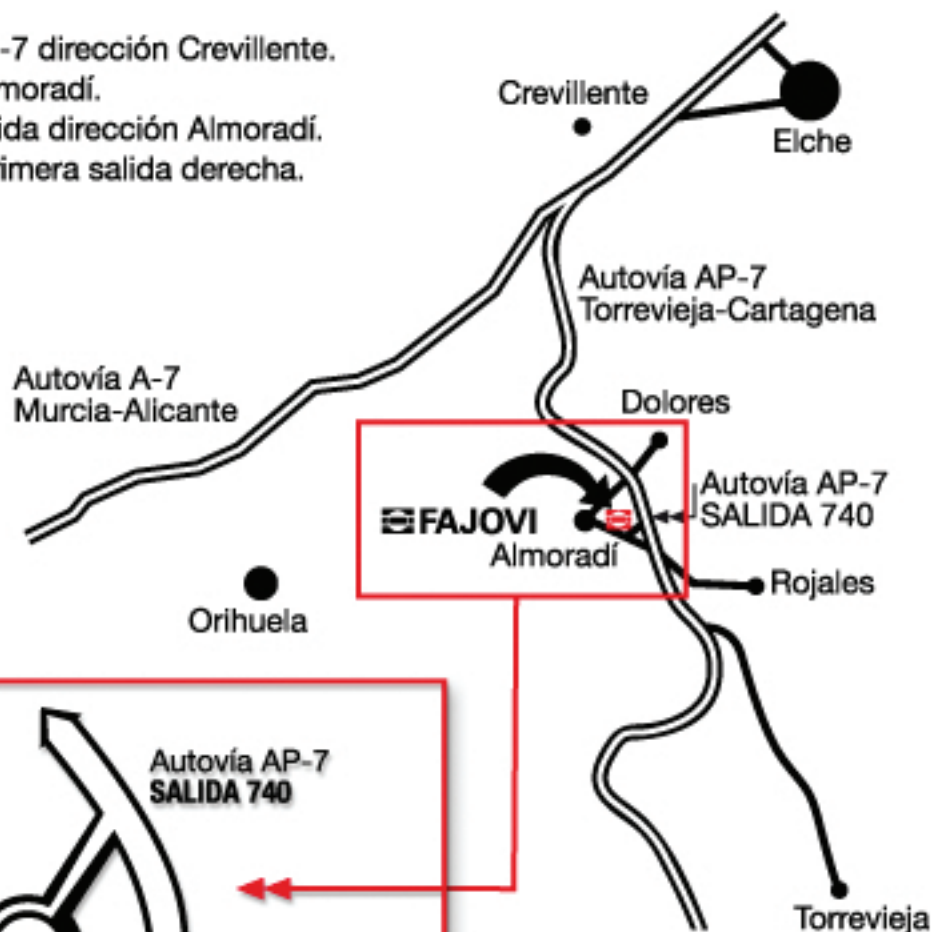 -7 dirección Crevillente.
moradí.
ida dirección Almoradí.
imera salida derecha.
Crevillente
Elche
Autovía AP-7
Torrevieja-Cartagena
Autovía A-7
Murcia-Alicante
Dolores
Autovía AP-7
SALIDA 740
FAJOVI
Almoradí
Rojales
Orihuela
Autovía AP-7
SALIDA 740
Torrevieja